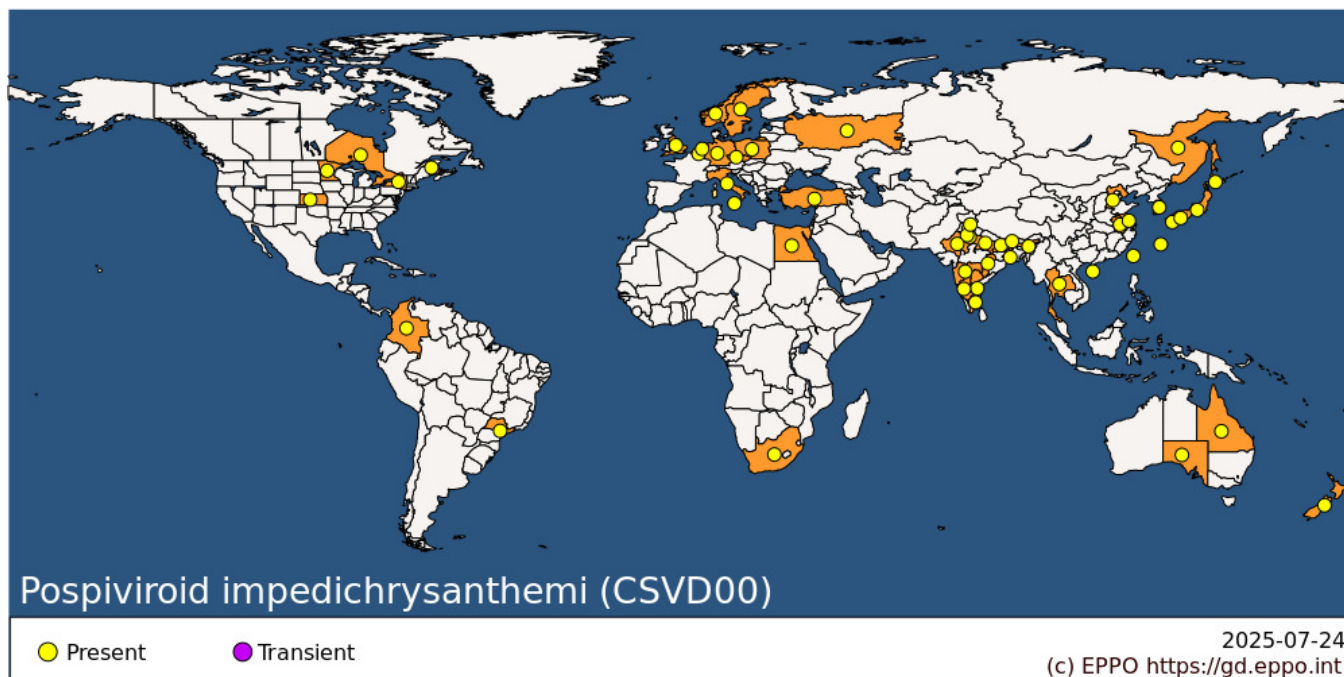 Pospiviroid impedichrysanthemi (CSVD00)
Present
Transient
2025-07-24
(c) EPPO https://gd.eppo.int